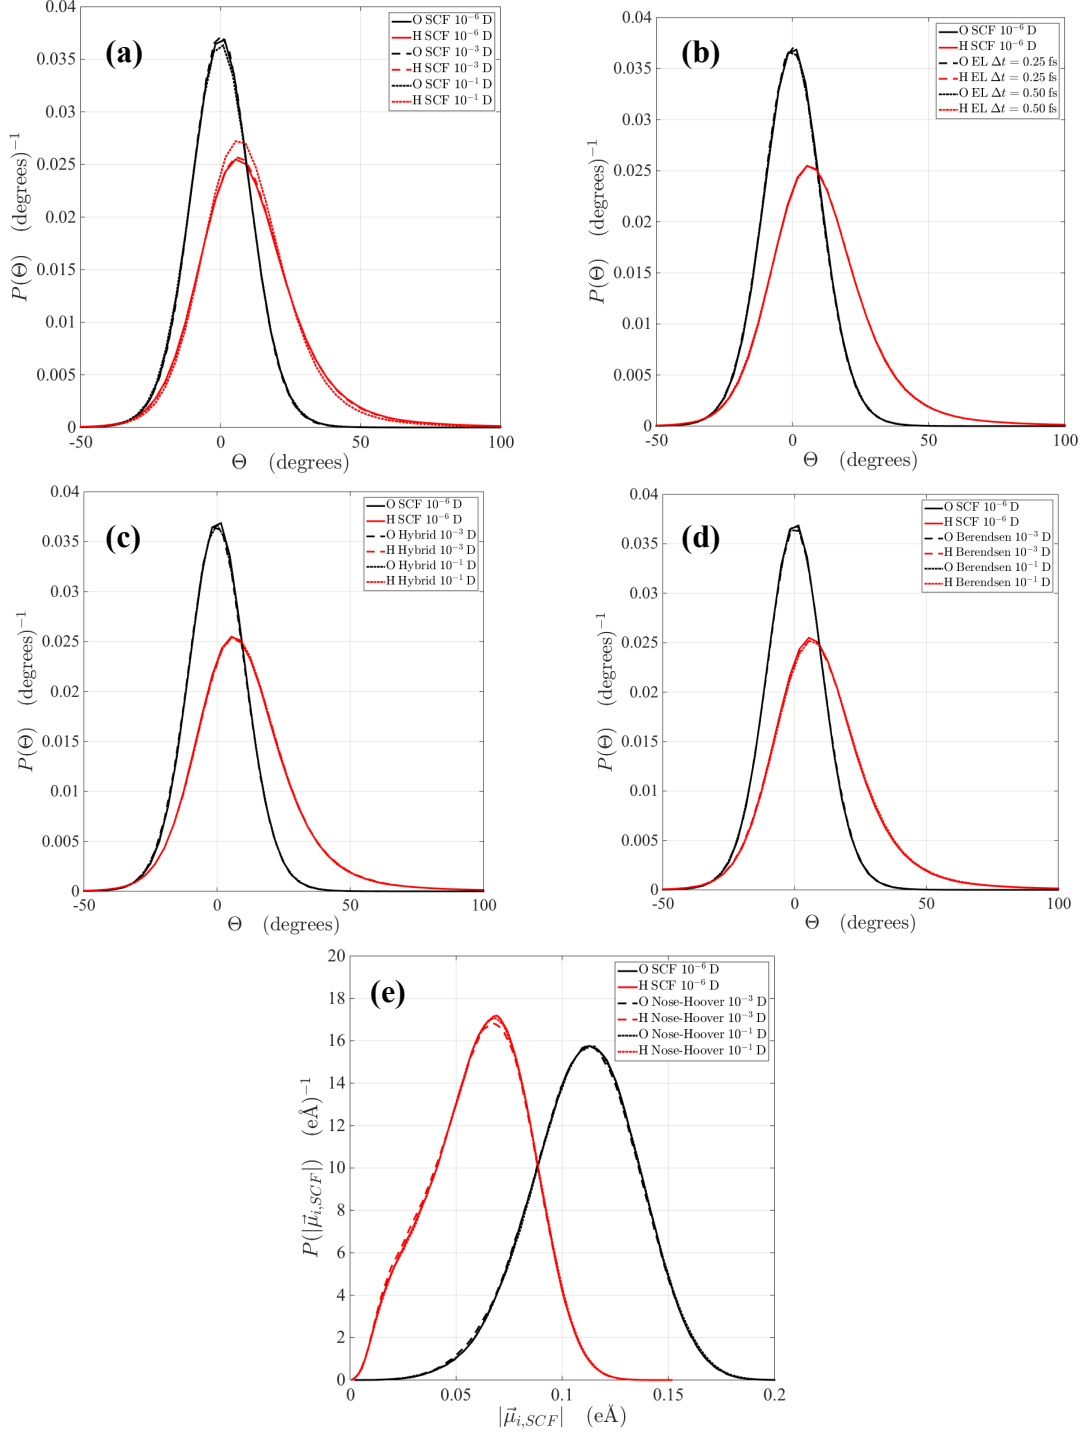 (a)
0.04
0.035
0.03
0.025
0.02
0.015
0.01
0.005
0
-50
0
50
100
P(Θ) (degrees)⁻¹
Θ (degrees)
O SCF 10⁻⁶ D
H SCF 10⁻⁶ D
O SCF 10⁻³ D
H SCF 10⁻³ D
O SCF 10⁻¹ D
H SCF 10⁻¹ D
(b)
0.04
0.035
0.03
0.025
0.02
0.015
0.01
0.005
0
-50
0
50
100
P(Θ) (degrees)⁻¹
Θ (degrees)
O SCF 10⁻⁶ D
H SCF 10⁻⁶ D
O EL Δt = 0.25 fs
H EL Δt = 0.25 fs
O EL Δt = 0.50 fs
H EL Δt = 0.50 fs
(c)
0.04
0.035
0.03
0.025
0.02
0.015
0.01
0.005
0
-50
0
50
100
P(Θ) (degrees)⁻¹
Θ (degrees)
O SCF 10⁻⁶ D
H SCF 10⁻⁶ D
O Hybrid 10⁻³ D
H Hybrid 10⁻³ D
O Hybrid 10⁻¹ D
H Hybrid 10⁻¹ D
(d)
0.04
0.035
0.03
0.025
0.02
0.015
0.01
0.005
0
-50
0
50
100
P(Θ) (degrees)⁻¹
Θ (degrees)
O SCF 10⁻⁶ D
H SCF 10⁻⁶ D
O Berendsen 10⁻³ D
H Berendsen 10⁻³ D
O Berendsen 10⁻¹ D
H Berendsen 10⁻¹ D
(e)
20
18
16
14
12
10
8
6
4
2
0
0
0.05
0.1
0.15
0.2
P(|μ⃗i,SCF|) (eÅ)⁻¹
|μ⃗i,SCF| (eÅ)
O SCF 10⁻⁶ D
H SCF 10⁻⁶ D
O Nose-Hoover 10⁻³ D
H Nose-Hoover 10⁻³ D
O Nose-Hoover 10⁻¹ D
H Nose-Hoover 10⁻¹ D